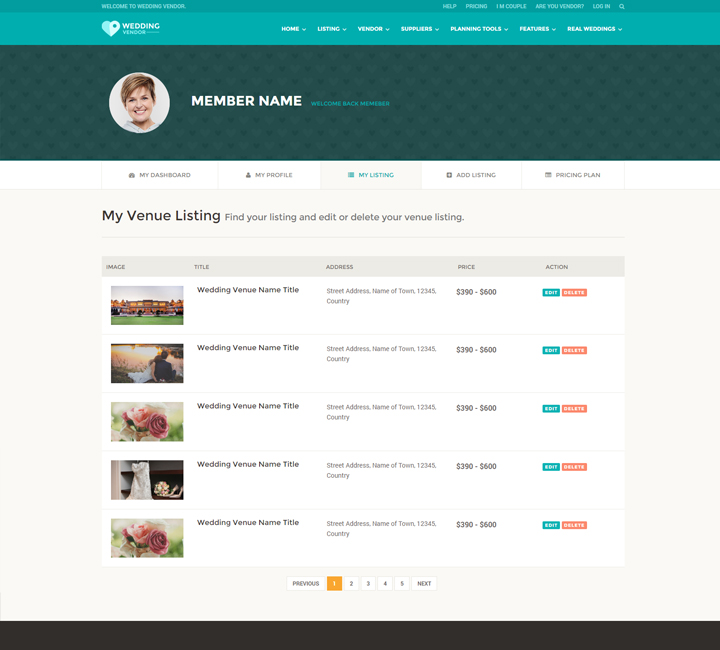 WELCOME TO WEDDING VENDOR.
HELP PRICING I M COUPLE ARE YOU VENDOR? LOG IN
WEDDING
VENDOR
HOME LISTING VENDOR SUPPLIERS PLANNING TOOLS FEATURES REAL WEDDINGS
MEMBER NAME WELCOME BACK MEMEBER
MY DASHBOARD MY PROFILE MY LISTING ADD LISTING PRICING PLAN
My Venue Listing Find your listing and edit or delete your venue listing.
IMAGE TITLE ADDRESS PRICE ACTION
Wedding Venue Name Title Street Address, Name of Town, 12345, $390 - $600 EDIT DELETE
Country
Wedding Venue Name Title Street Address, Name of Town, 12345, $390 - $600 EDIT DELETE
Country
Wedding Venue Name Title Street Address, Name of Town, 12345, $390 - $600 EDIT DELETE
Country
Wedding Venue Name Title Street Address, Name of Town, 12345, $390 - $600 EDIT DELETE
Country
Wedding Venue Name Title Street Address, Name of Town, 12345, $390 - $600 EDIT DELETE
Country
PREVIOUS 1 2 3 4 5 NEXT